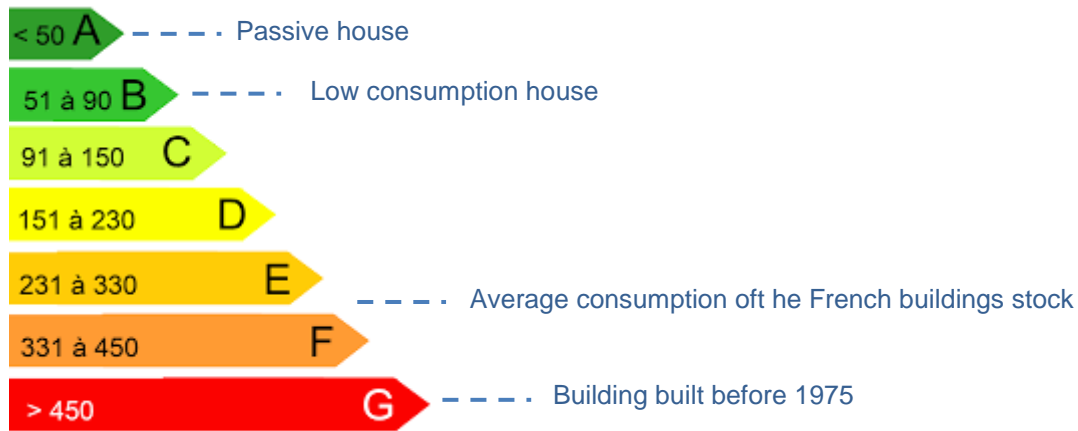 < 50 A Passive house
51 à 90 B Low consumption house
91 à 150 C
151 à 230 D
231 à 330 E
Average consumption oft he French buildings stock
331 à 450 F
> 450 G Building built before 1975